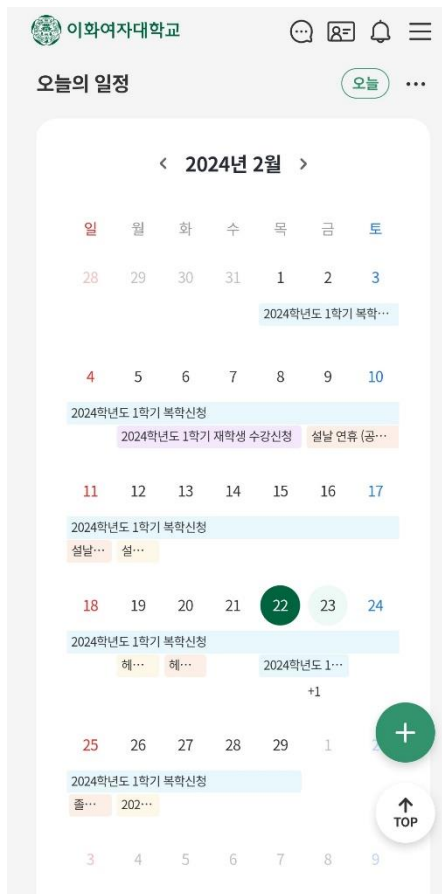 이화여자대학교
오늘의 일정
오늘
2024년 2월
일 월 화 수 목 금 토
28 29 30 31 1 2 3
2024학년도 1학기 복학…
4 5 6 7 8 9 10
2024학년도 1학기 복학신청
2024학년도 1학기 재학생 수강신청 설날 연휴 (공…
11 12 13 14 15 16 17
2024학년도 1학기 복학신청
설날… 설…
18 19 20 21 22 23 24
2024학년도 1학기 복학신청
헤… 헤… 2024학년도 1…
+1
25 26 27 28 29 1 2
2024학년도 1학기 복학신청
졸… 202…
TOP
3 4 5 6 7 8 9